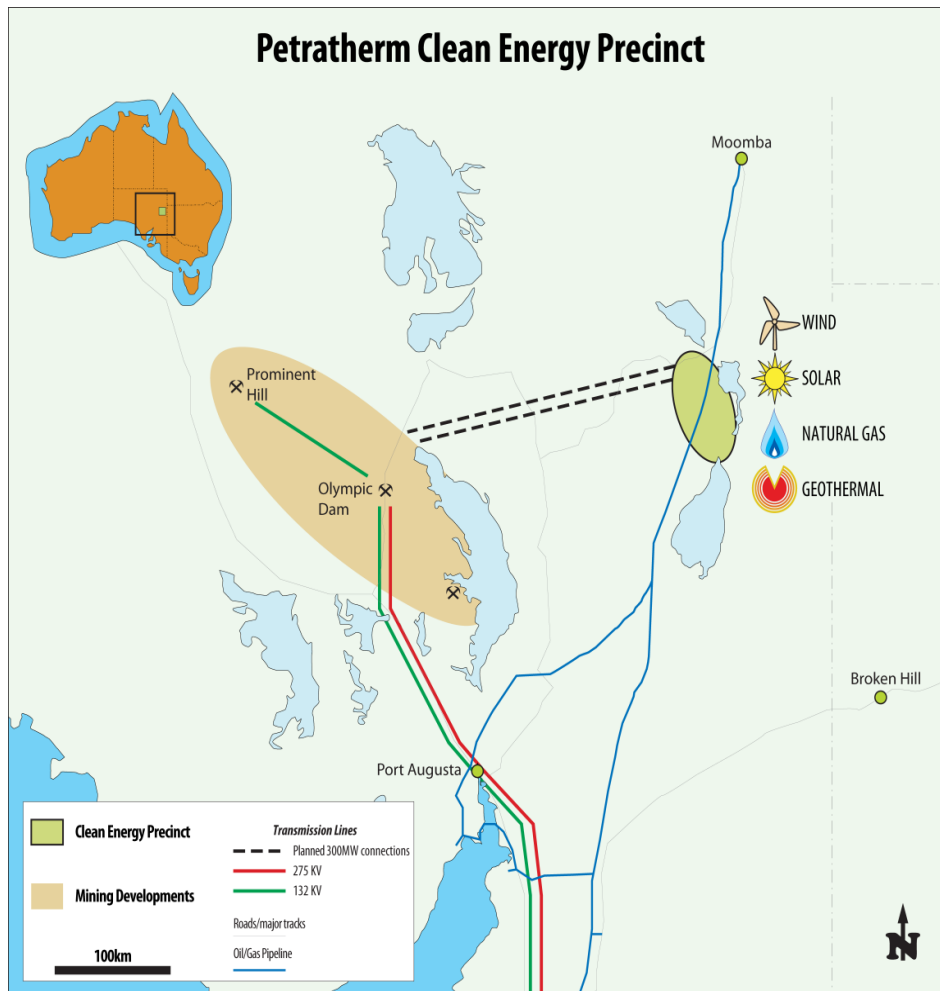 Petratherm Clean Energy Precinct
Moomba
WIND
SOLAR
NATURAL GAS
GEOTHERMAL
Prominent
Hill
Olympic
Dam
Broken Hill
Port Augusta
Clean Energy Precinct
Mining Developments
100km
Transmission Lines
Planned 300MW connections
275 KV
132 KV
Roads/major tracks
Oil/Gas Pipeline
N